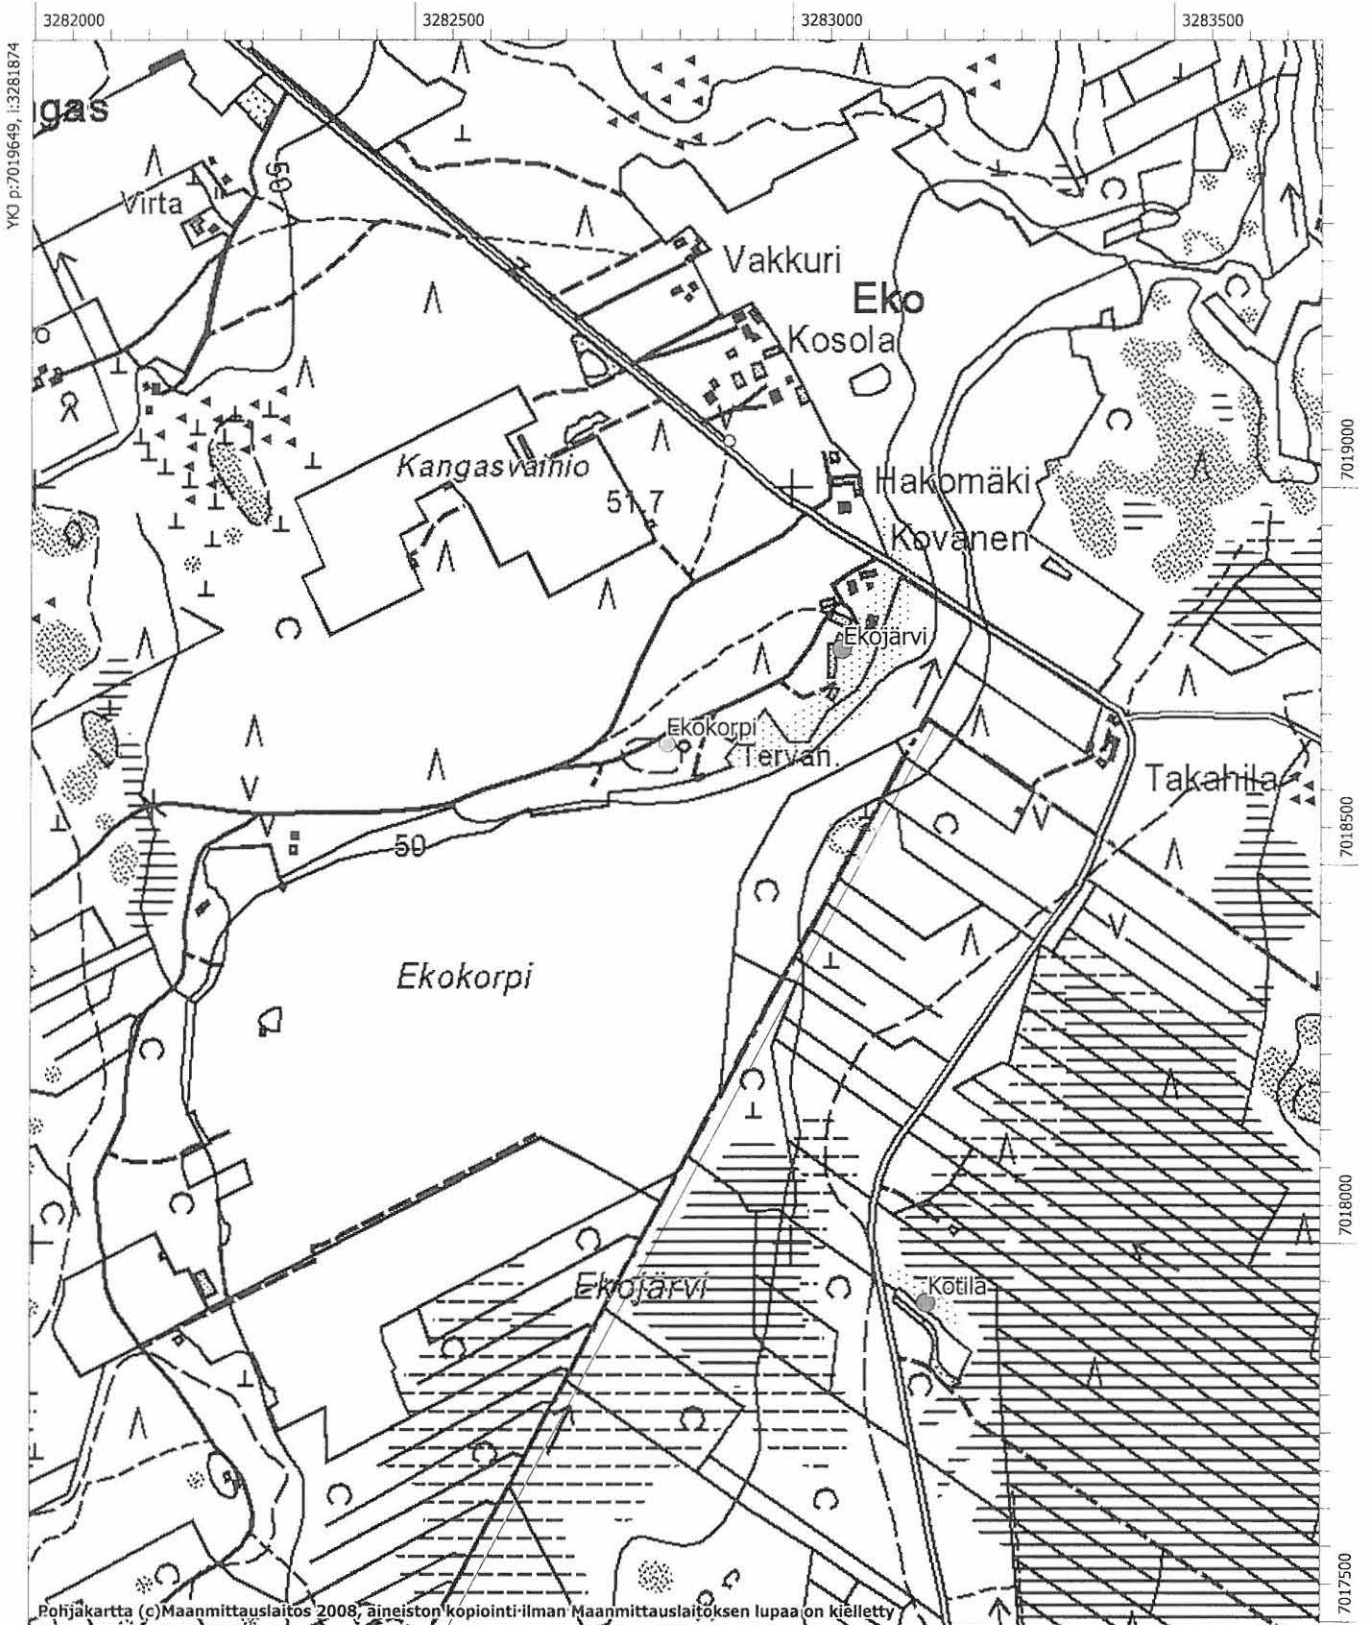 3282000
3282500
3283000
3283500
YKJ p:7019649, i:3281874
gas
Virta
50
Vakkuri
Eko
Kosola
7019000
Kangasvainio
51.7
Hakomäki
Kovanen
Ekojärvi
Ekokorpi
Tervan.
Takahila
7018500
50
Ekokorpi
7018000
Ekojärvi
Kotila
7017500
Pohjakartta (c)Maanmittauslaitos 2008, aineiston kopiointi ilman Maanmittauslaitoksen lupaa on kielletty